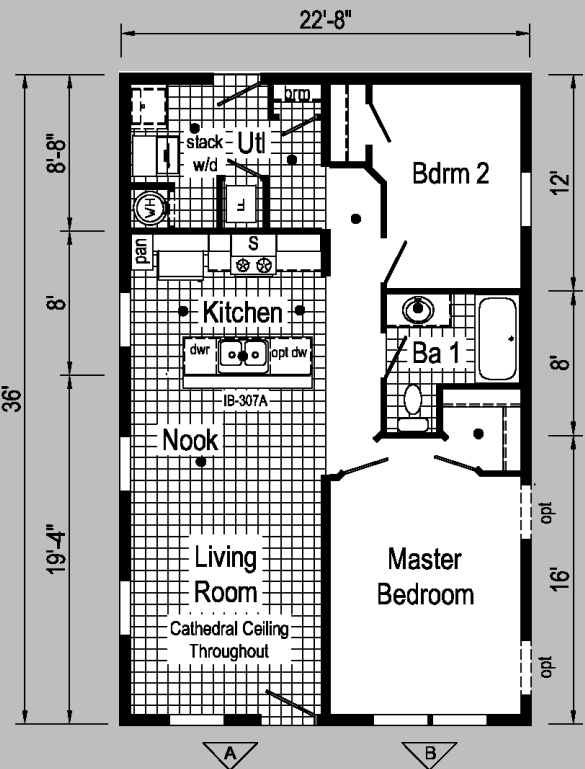 22'-8"
brm
stack
w/d
Utl
8'-8"
Bdrm 2
12'
WH
LL
pan
S
Kitchen
8'
dwr
opt dw
Ba 1
8'
IB-307A
36'
Nook
opt
19'-4"
Living
Room
Master
Bedroom
16'
Cathedral Ceiling
Throughout
opt
A
B